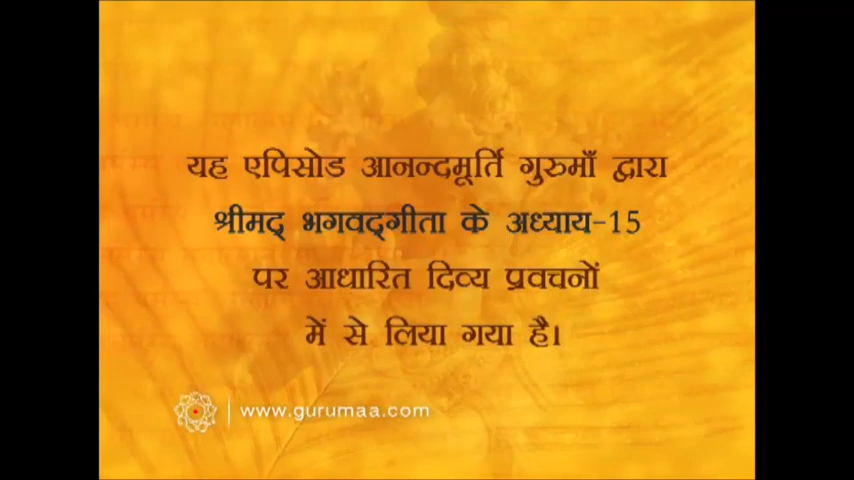 यह एपिसोड आनन्दमूर्ति गुरुमाँ द्वारा
श्रीमद् भगवद्गीता के अध्याय-15
पर आधारित दिव्य प्रवचनों
में से लिया गया है।
www.gurumaa.com